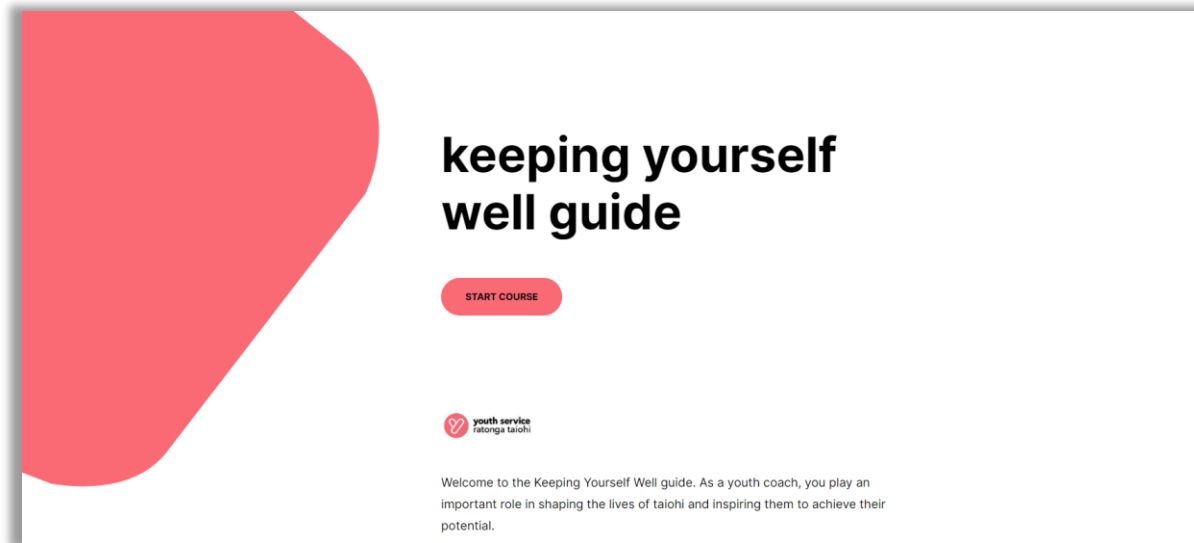 keeping yourself
well guide
START COURSE
youth service
ratonga taiohi
Welcome to the Keeping Yourself Well guide. As a youth coach, you play an
important role in shaping the lives of taiohi and inspiring them to achieve their
potential.